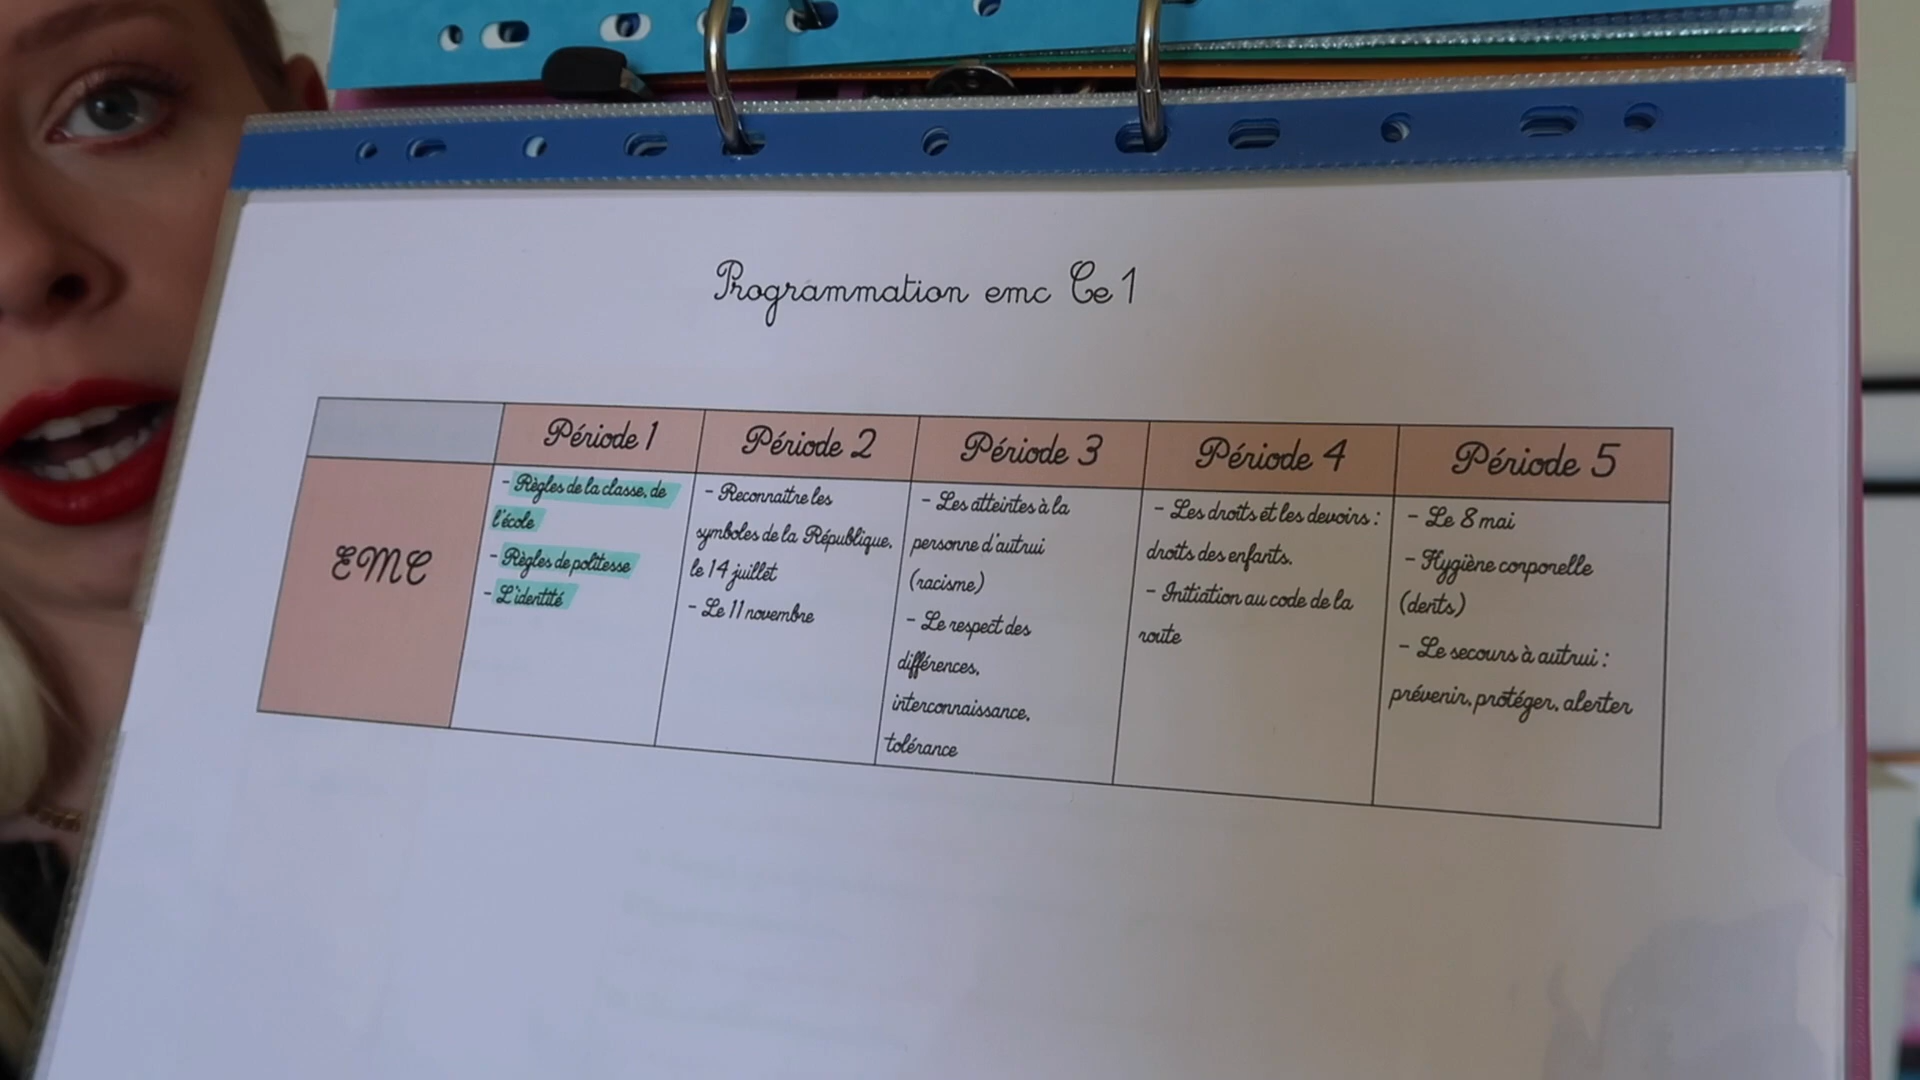 Programmation emc Ce1
Période 1
Période 2
Période 3
Période 4
Période 5
EMC
- Règles de la classe, de
l'école
- Règles de politesse
- L'identité
- Reconnaître les
symboles de la République,
le 14 juillet
- Le 11 novembre
- Les atteintes à la
personne d'autrui
(racisme)
- Le respect des
différences,
interconnaissance,
tolérance
- Les droits et les devoirs :
droits des enfants.
- Initiation au code de la
route
- Le 8 mai
- Hygiène corporelle
(dents)
- Le secours à autrui :
prévenir, protéger, alerter